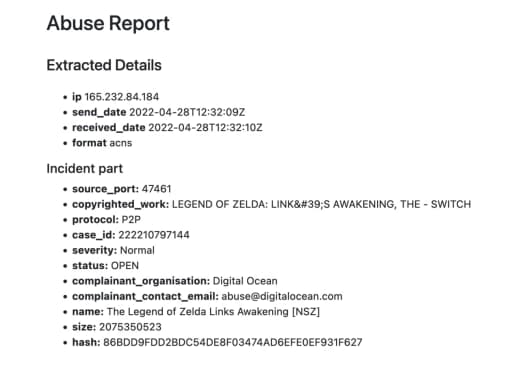 Abuse Report
Extracted Details
• ip 165.232.84.184
• send_date 2022-04-28T12:32:09Z
• received_date 2022-04-28T12:32:10Z
• format acns
Incident part
• source_port: 47461
• copyrighted_work: LEGEND OF ZELDA: LINK&#39;S AWAKENING, THE - SWITCH
• protocol: P2P
• case_id: 222210797144
• severity: Normal
• status: OPEN
• complainant_organisation: Digital Ocean
• complainant_contact_email: abuse@digitalocean.com
• name: The Legend of Zelda Links Awakening [NSZ]
• size: 2075350523
• hash: 86BDD9FDD2BDC54DE8F03474AD6EFE0EF931F627